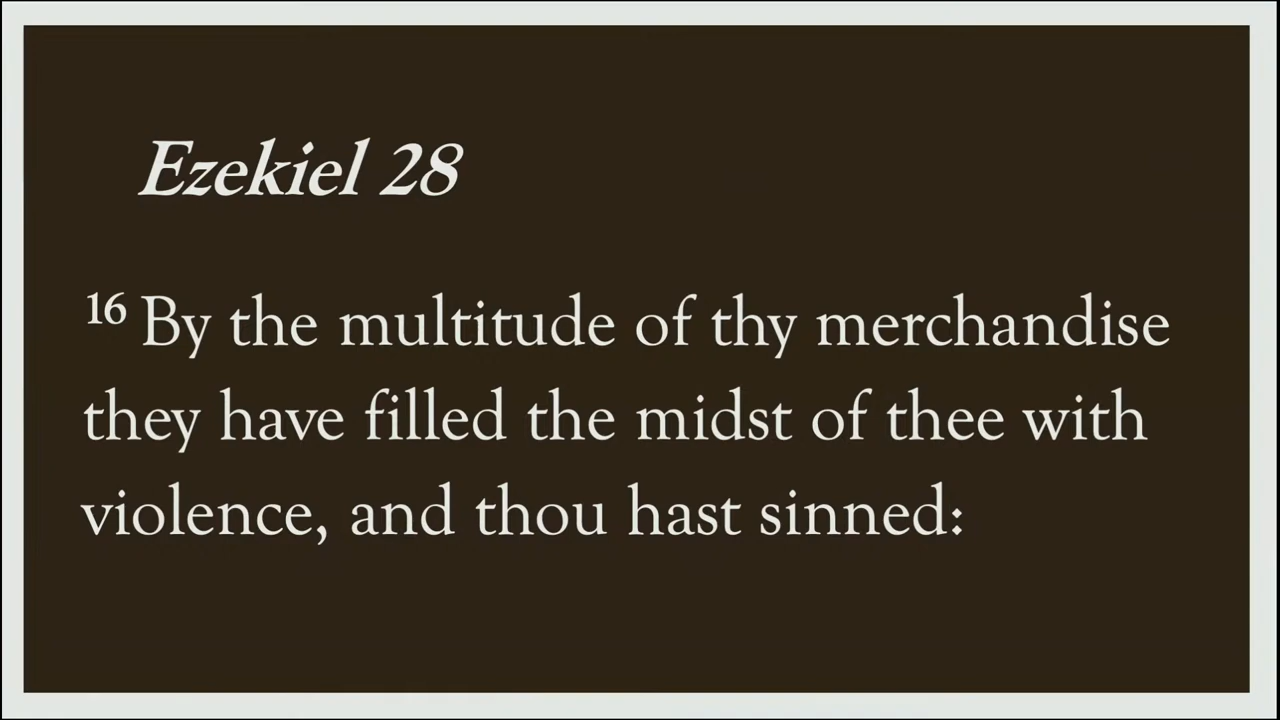 Ezekiel 28
16 By the multitude of thy merchandise
they have filled the midst of thee with
violence, and thou hast sinned: